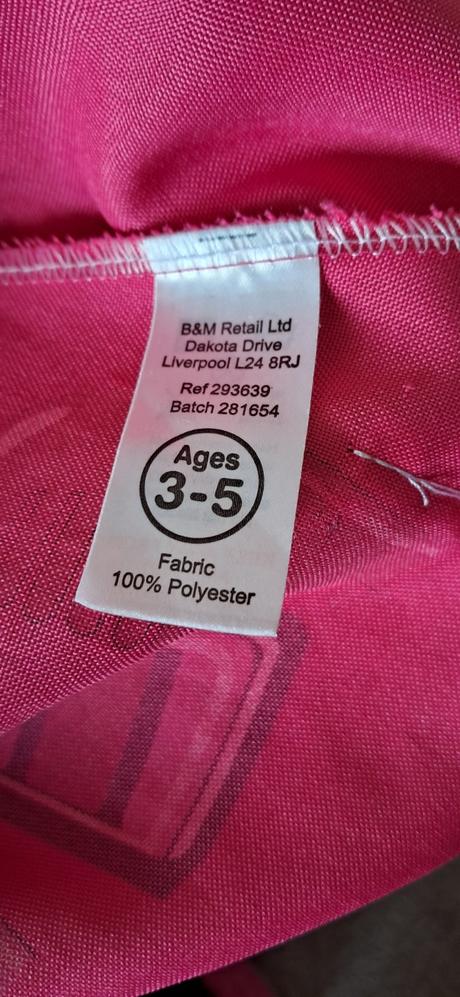 B&M Retail Ltd
Dakota Drive
Liverpool L24 8RJ
Ref 293639
Batch 281654
Ages
3-5
Fabric
100% Polyester